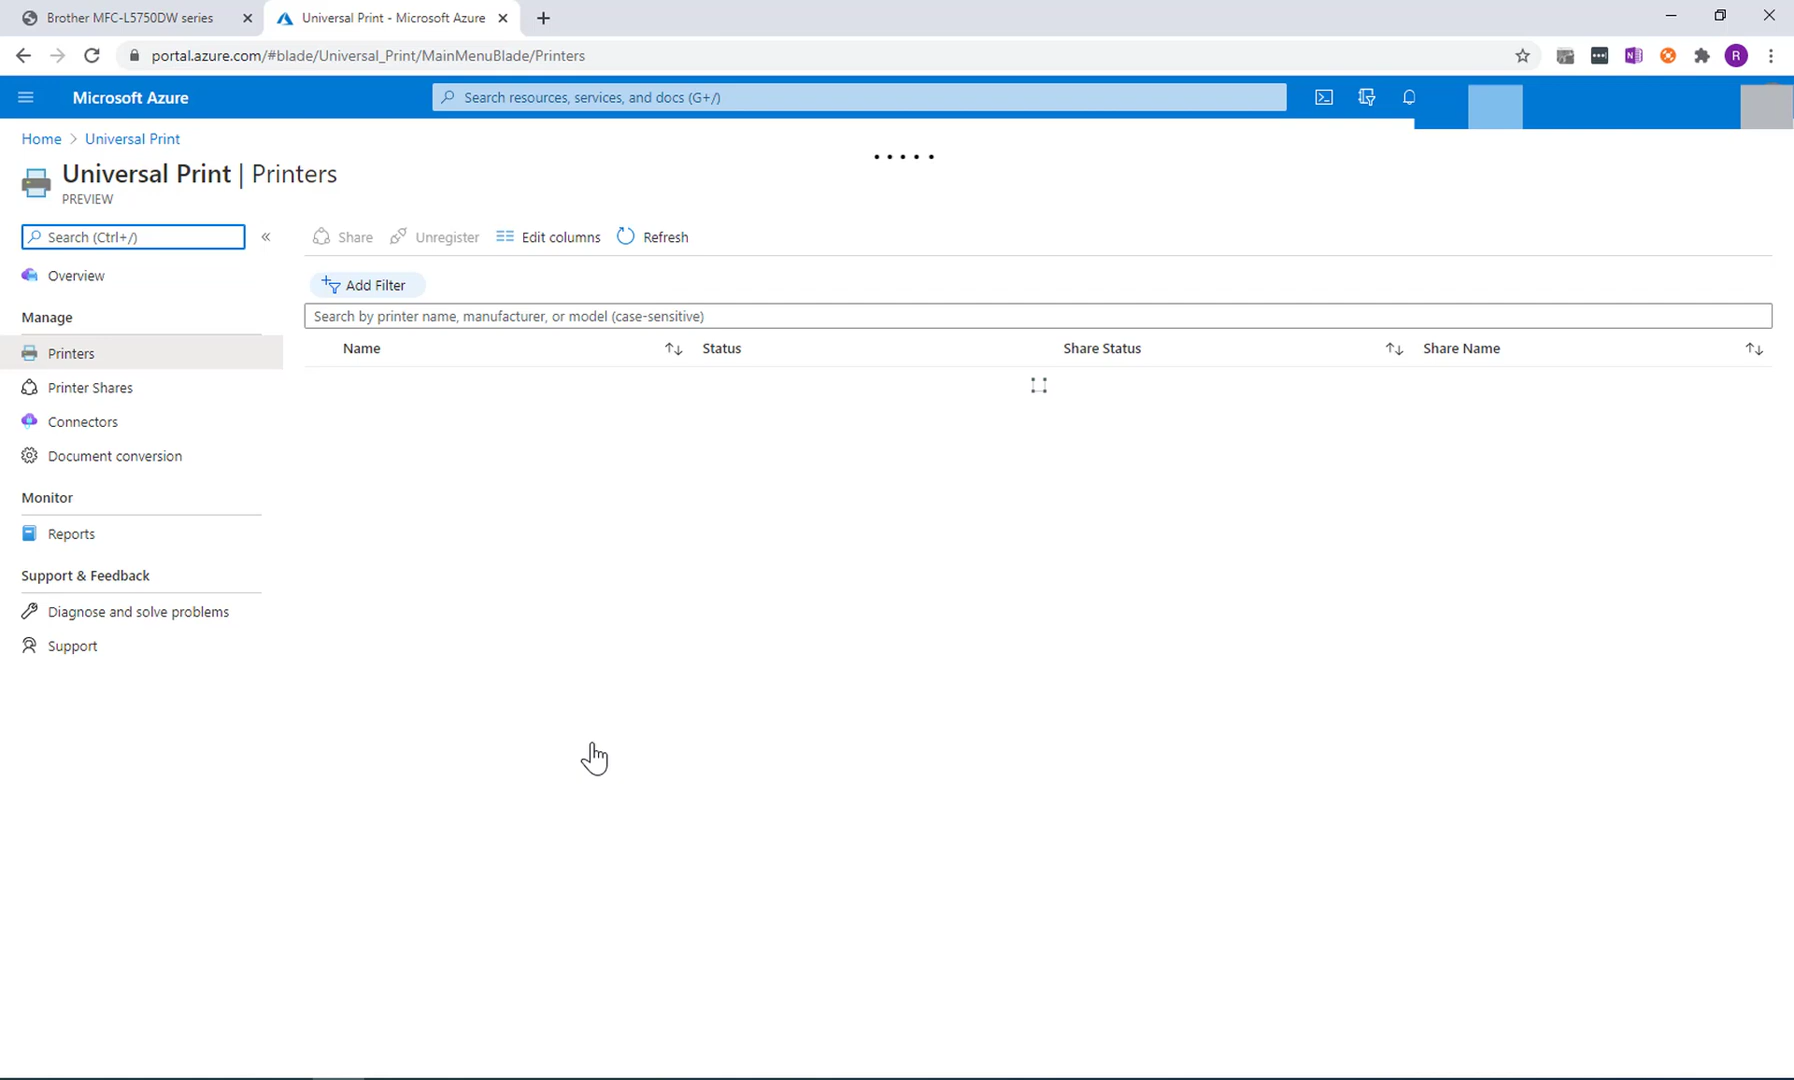 Brother MFC-L5750DW series
Universal Print - Microsoft Azure
portal.azure.com/#blade/Universal_Print/MainMenuBlade/Printers
R
Microsoft Azure
Search resources, services, and docs (G+/)
Home > Universal Print
Universal Print | Printers
PREVIEW
Search (Ctrl+/)
«
Share
Unregister
Edit columns
Refresh
Overview
Add Filter
Manage
Search by printer name, manufacturer, or model (case-sensitive)
Name
Status
Share Status
Share Name
Printers
Printer Shares
Connectors
Document conversion
Monitor
Reports
Support & Feedback
Diagnose and solve problems
Support